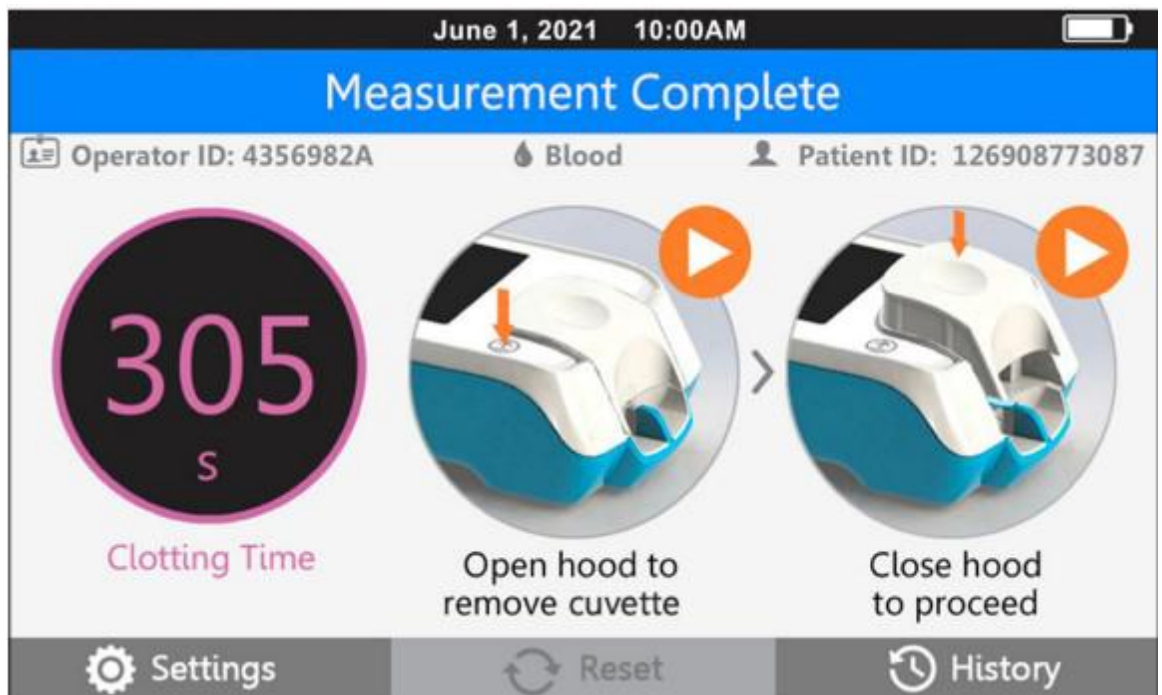 June 1, 2021 10:00AM
Measurement Complete
Operator ID: 4356982A
Blood
Patient ID: 126908773087
305
s
Clotting Time
Open hood to
remove cuvette
Close hood
to proceed
Settings
Reset
History